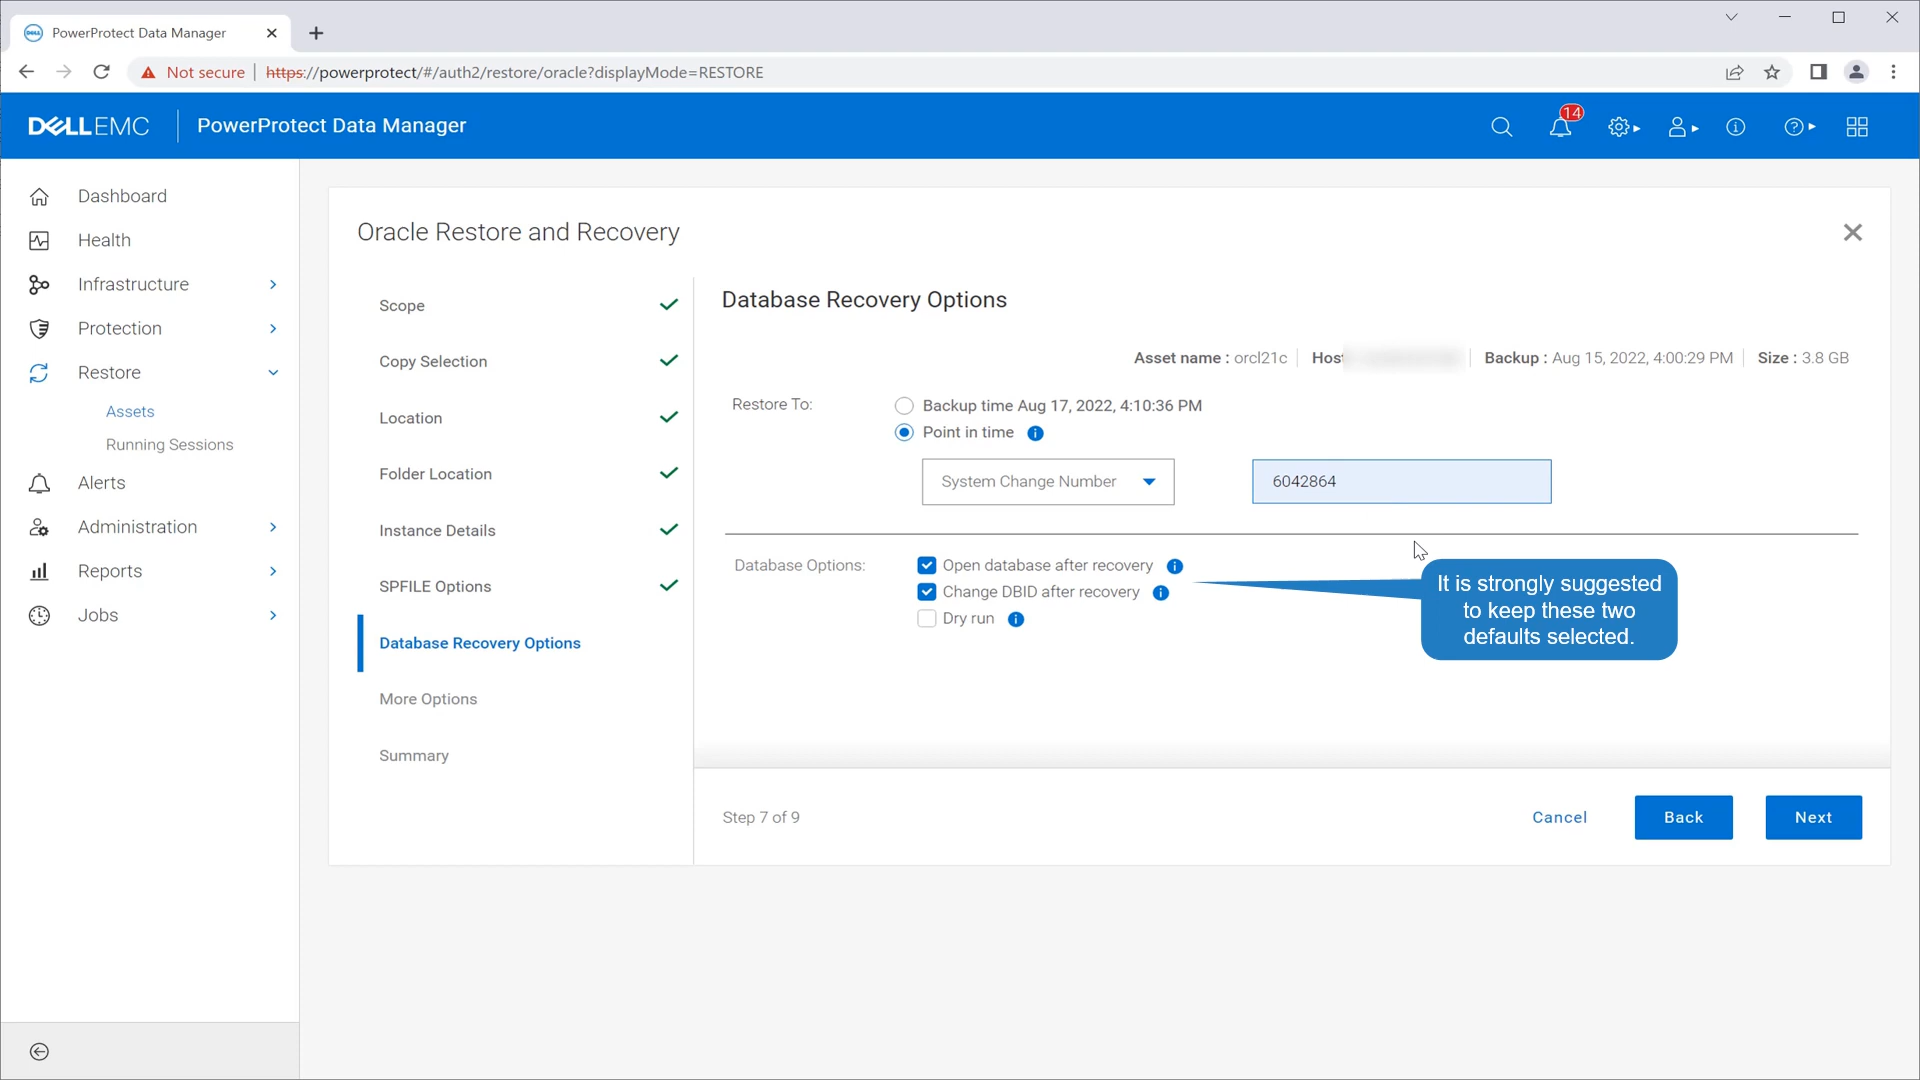 PowerProtect Data Manager
Not secure
https://powerprotect/#/auth2/restore/oracle?displayMode=RESTORE
DELLEMC
PowerProtect Data Manager
14
Dashboard
Health
Infrastructure
Protection
Restore
Assets
Running Sessions
Alerts
Administration
Reports
Jobs
Oracle Restore and Recovery
Scope
Copy Selection
Location
Folder Location
Instance Details
SPFILE Options
Database Recovery Options
More Options
Summary
Database Recovery Options
Asset name : orcl21c Host Backup : Aug 15, 2022, 4:00:29 PM Size : 3.8 GB
Restore To:
Backup time Aug 17, 2022, 4:10:36 PM
Point in time
System Change Number
6042864
Database Options:
Open database after recovery
Change DBID after recovery
Dry run
It is strongly suggested
to keep these two
defaults selected.
Step 7 of 9
Cancel
Back
Next